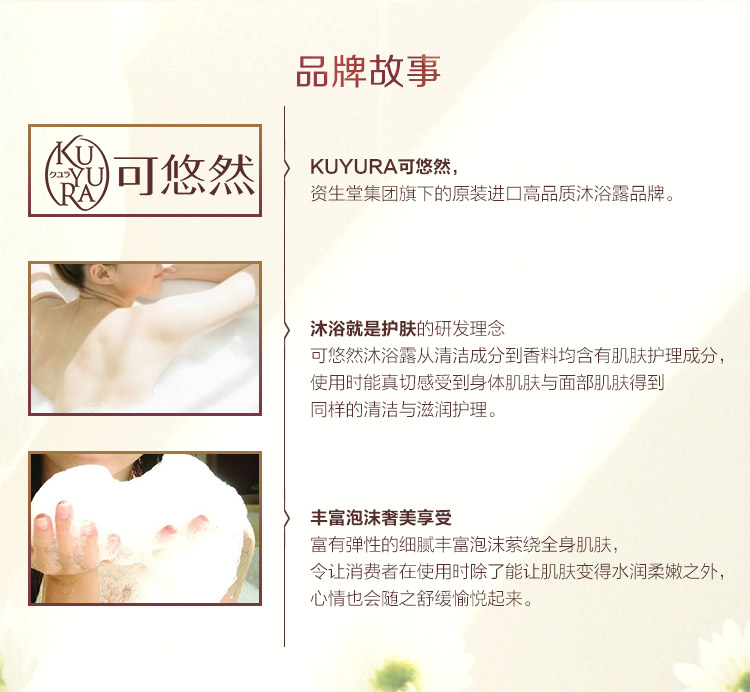 品牌故事
KU
クユラ
YU
RA
可悠然
KUYURA可悠然，
资生堂集团旗下的原装进口高品质沐浴露品牌。
沐浴就是护肤的研发理念
可悠然沐浴露从清洁成分到香料均含有肌肤护理成分，
使用时能真切感受到身体肌肤与面部肌肤得到
同样的清洁与滋润护理。
丰富泡沫奢美享受
富有弹性的细腻丰富泡沫萦绕全身肌肤，
令让消费者在使用时除了能让肌肤变得水润柔嫩之外，
心情也会随之舒缓愉悦起来。